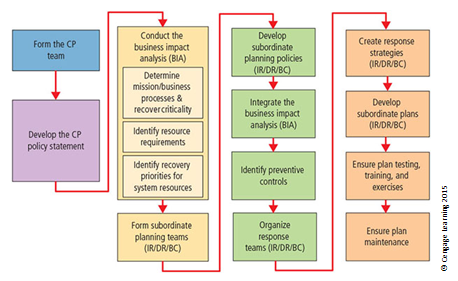 Form the CP
team
Develop the CP
policy statement
Conduct the
business impact
analysis (BIA)
Determine
mission/business
processes &
recovercriticality
Identify resource
requirements
Identify recovery
priorities for
system resources
Form subordinate
planning teams
(IR/DR/BC)
Develop
subordinate
planning policies
(IR/DR/BC)
Integrate the
business impact
analysis (BIA)
Identify preventive
controls
Organize
response
teams (IR/DR/BC)
Create response
strategies
(IR/DR/BC)
Develop
subordinate plans
(IR/DR/BC)
Ensure plan testing,
training, and
exercises
Ensure plan
maintenance
© Cengage Learning 2015